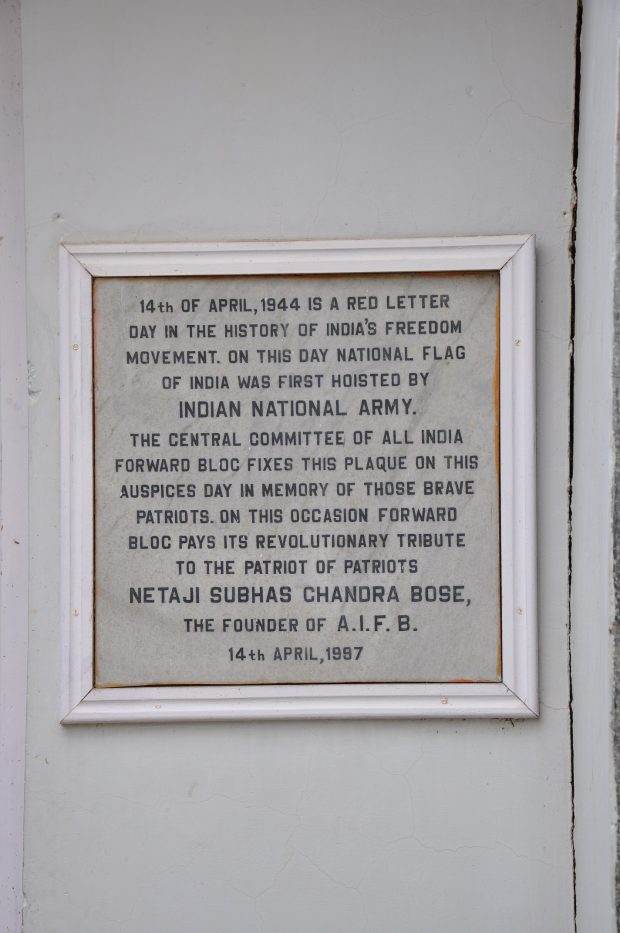 14th OF APRIL, 1944 IS A RED LETTER
DAY IN THE HISTORY OF INDIA'S FREEDOM
MOVEMENT. ON THIS DAY NATIONAL FLAG
OF INDIA WAS FIRST HOISTED BY
INDIAN NATIONAL ARMY.
THE CENTRAL COMMITTEE OF ALL INDIA
FORWARD BLOC FIXES THIS PLAQUE ON THIS
AUSPICES DAY IN MEMORY OF THOSE BRAVE
PATRIOTS. ON THIS OCCASION FORWARD
BLOC PAYS ITS REVOLUTIONARY TRIBUTE
TO THE PATRIOT OF PATRIOTS
NETAJI SUBHAS CHANDRA BOSE,
THE FOUNDER OF A.I.F.B.
14th APRIL, 1997